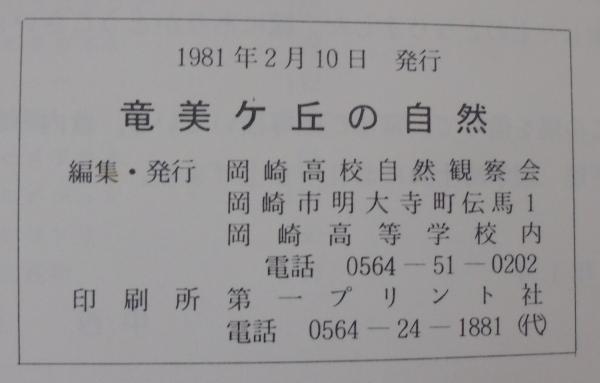 1981年2月10日　発行
竜美ケ丘の自然
編集・発行　岡崎高校自然観察会
岡崎市明大寺町伝馬1
岡崎高等学校内
電話　0564－51－0202
印刷所　第一プリント社
電話　0564－24－1881 (代)